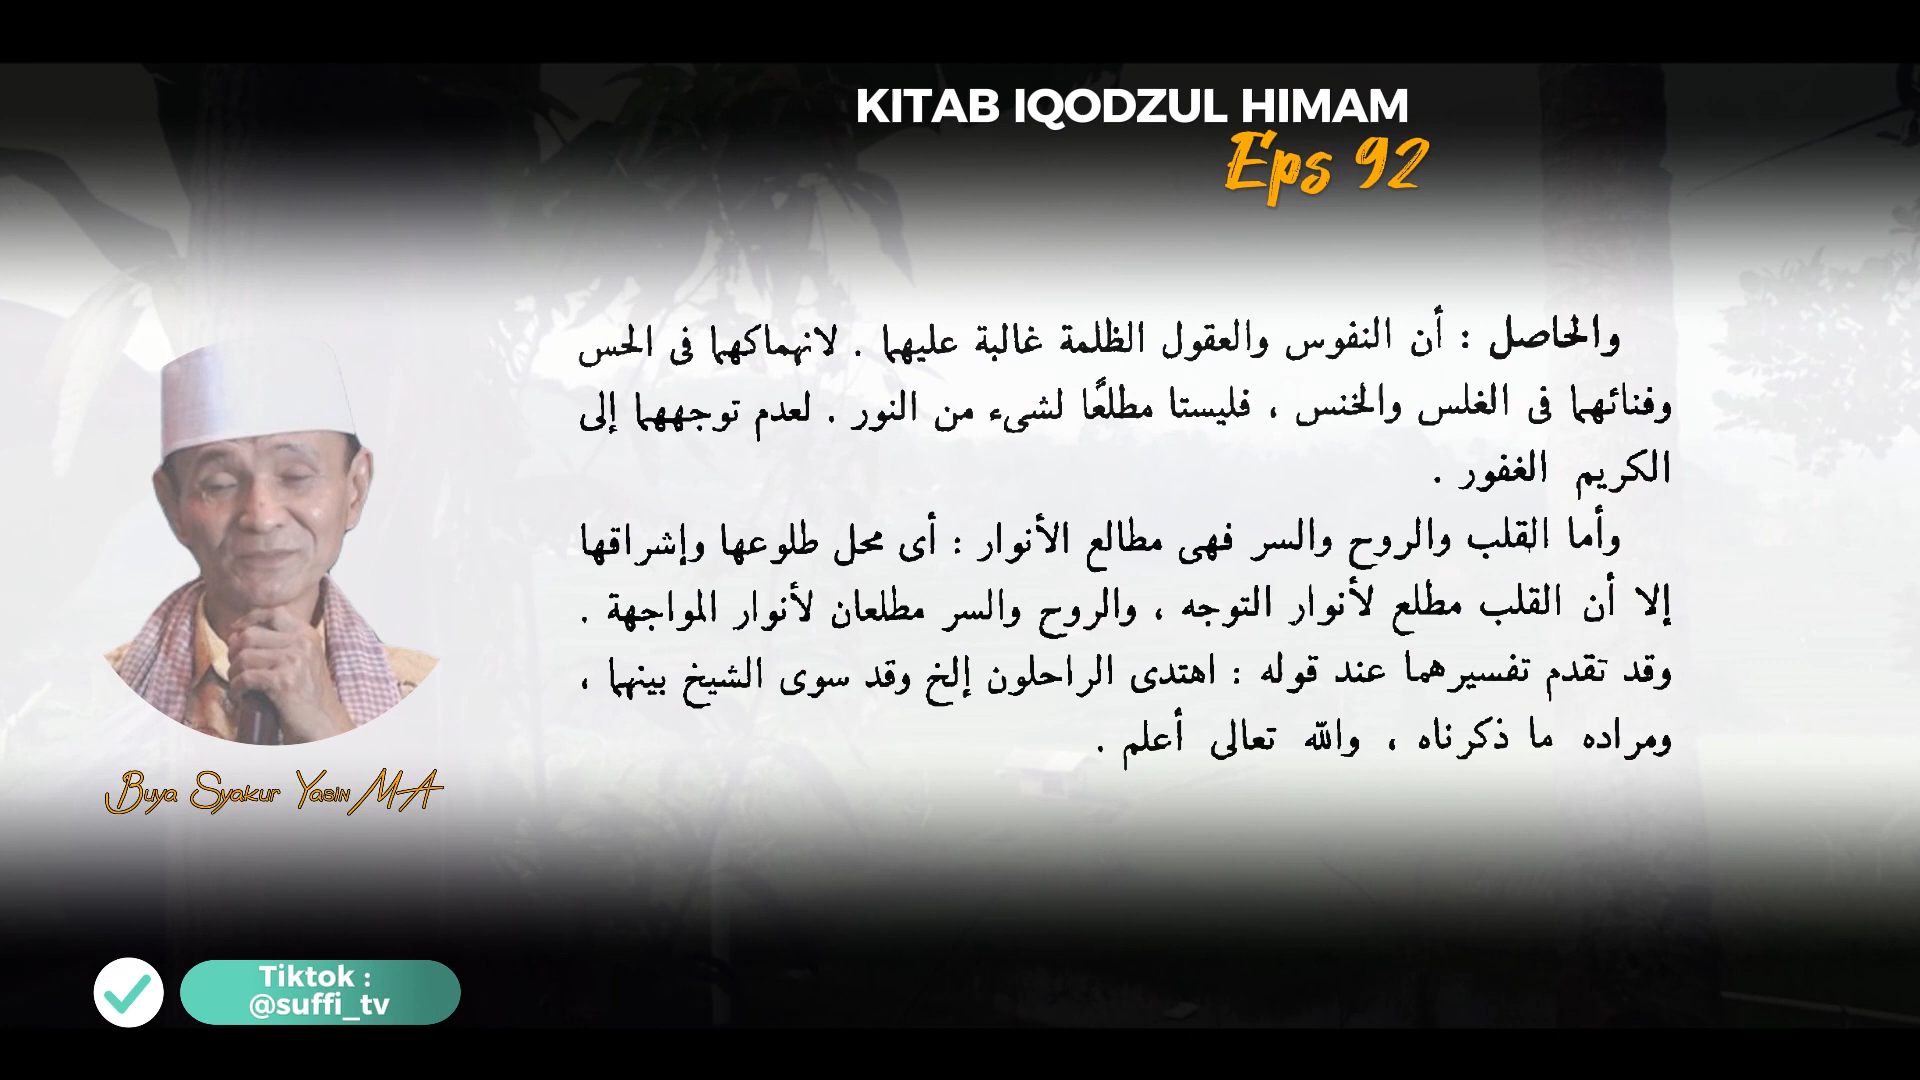 KITAB IQODZUL HIMAM
Eps 92
والحاصل : أن النفوس والعقول الظلمة غالبة عليهما . لانهماكهما فى الحس
وفنائهما فى الغلس والخنس ، فليستا مطلعًا لشىء من النور . لعدم توجههما إلى
الكريم الغفور .
وأما القلب والروح والسر فهى مطالع الأنوار : أى محل طلوعها وإشراقها
إلا أن القلب مطلع لأنوار التوجه ، والروح والسر مطلعان لأنوار المواجهة .
وقد تقدم تفسيرهما عند قوله : اهتدى الراحلون إلخ وقد سوى الشيخ بينهما ،
ومراده ما ذكرناه ، والله تعالى أعلم .
Buya Syakur Yasin MA
Tiktok :
@suffi_tv